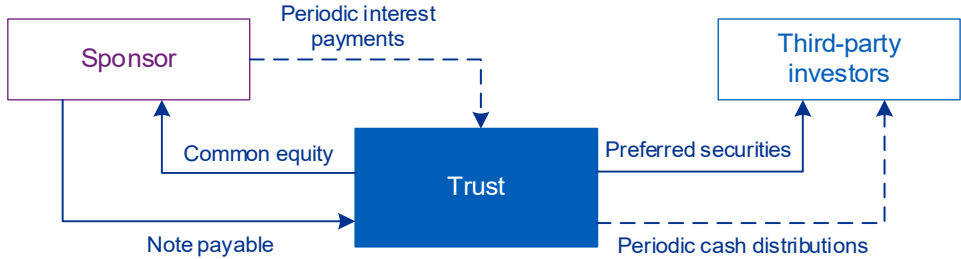 Periodic interest
payments
Sponsor
Third-party
investors
Common equity
Preferred securities
Trust
Note payable
Periodic cash distributions